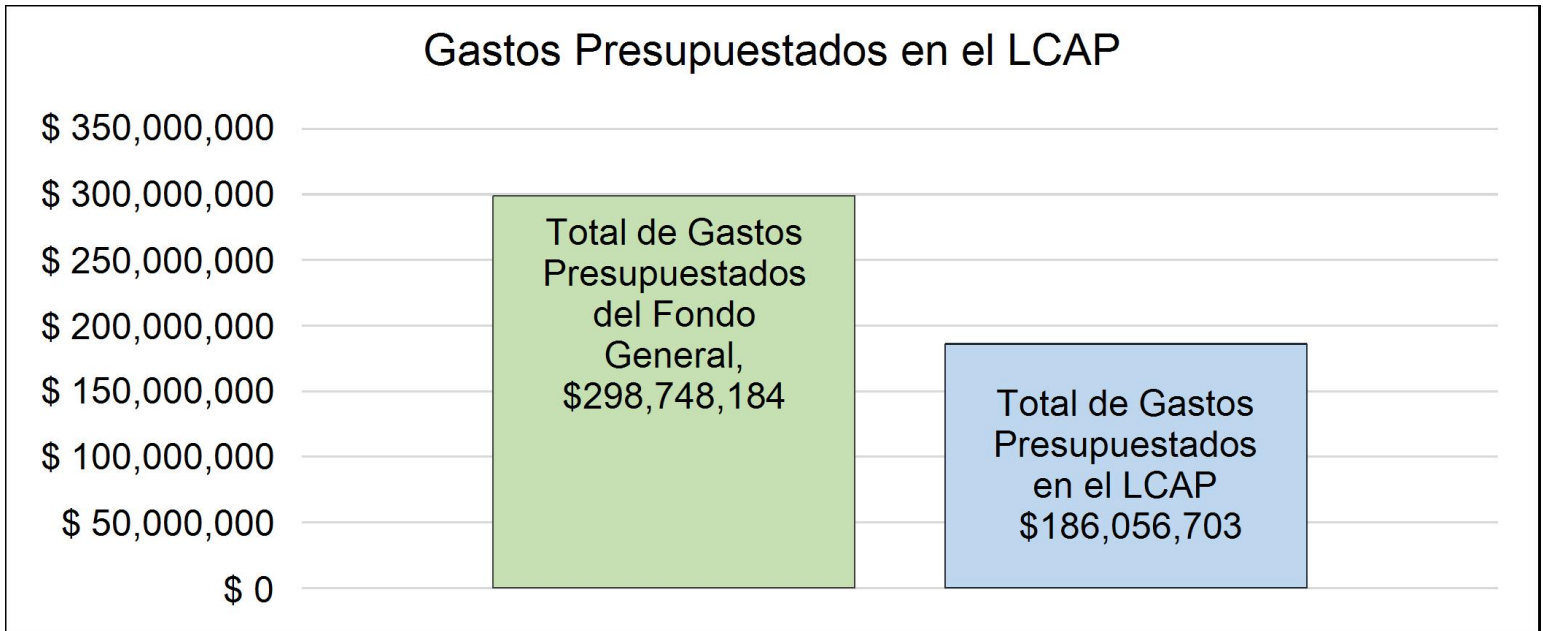 Gastos Presupuestados en el LCAP
$ 350,000,000
$ 300,000,000
$ 250,000,000
$ 200,000,000
$ 150,000,000
$ 100,000,000
$ 50,000,000
$ 0
Total de Gastos
Presupuestados
del Fondo
General,
$298,748,184
Total de Gastos
Presupuestados
en el LCAP
$186,056,703